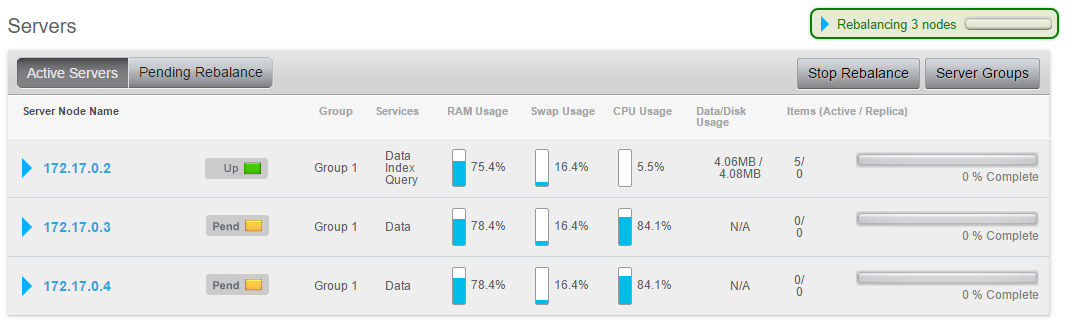 Servers
Rebalancing 3 nodes
Active Servers
Pending Rebalance
Stop Rebalance
Server Groups
Server Node Name
Group
Services
RAM Usage
Swap Usage
CPU Usage
Data/Disk
Usage
Items (Active / Replica)
172.17.0.2
Up
Group 1
Data
Index
Query
75.4%
16.4%
5.5%
4.06MB /
4.08MB
5/
0
0 % Complete
172.17.0.3
Pend
Group 1
Data
78.4%
16.4%
84.1%
N/A
0/
0
0 % Complete
172.17.0.4
Pend
Group 1
Data
78.4%
16.4%
84.1%
N/A
0/
0
0 % Complete